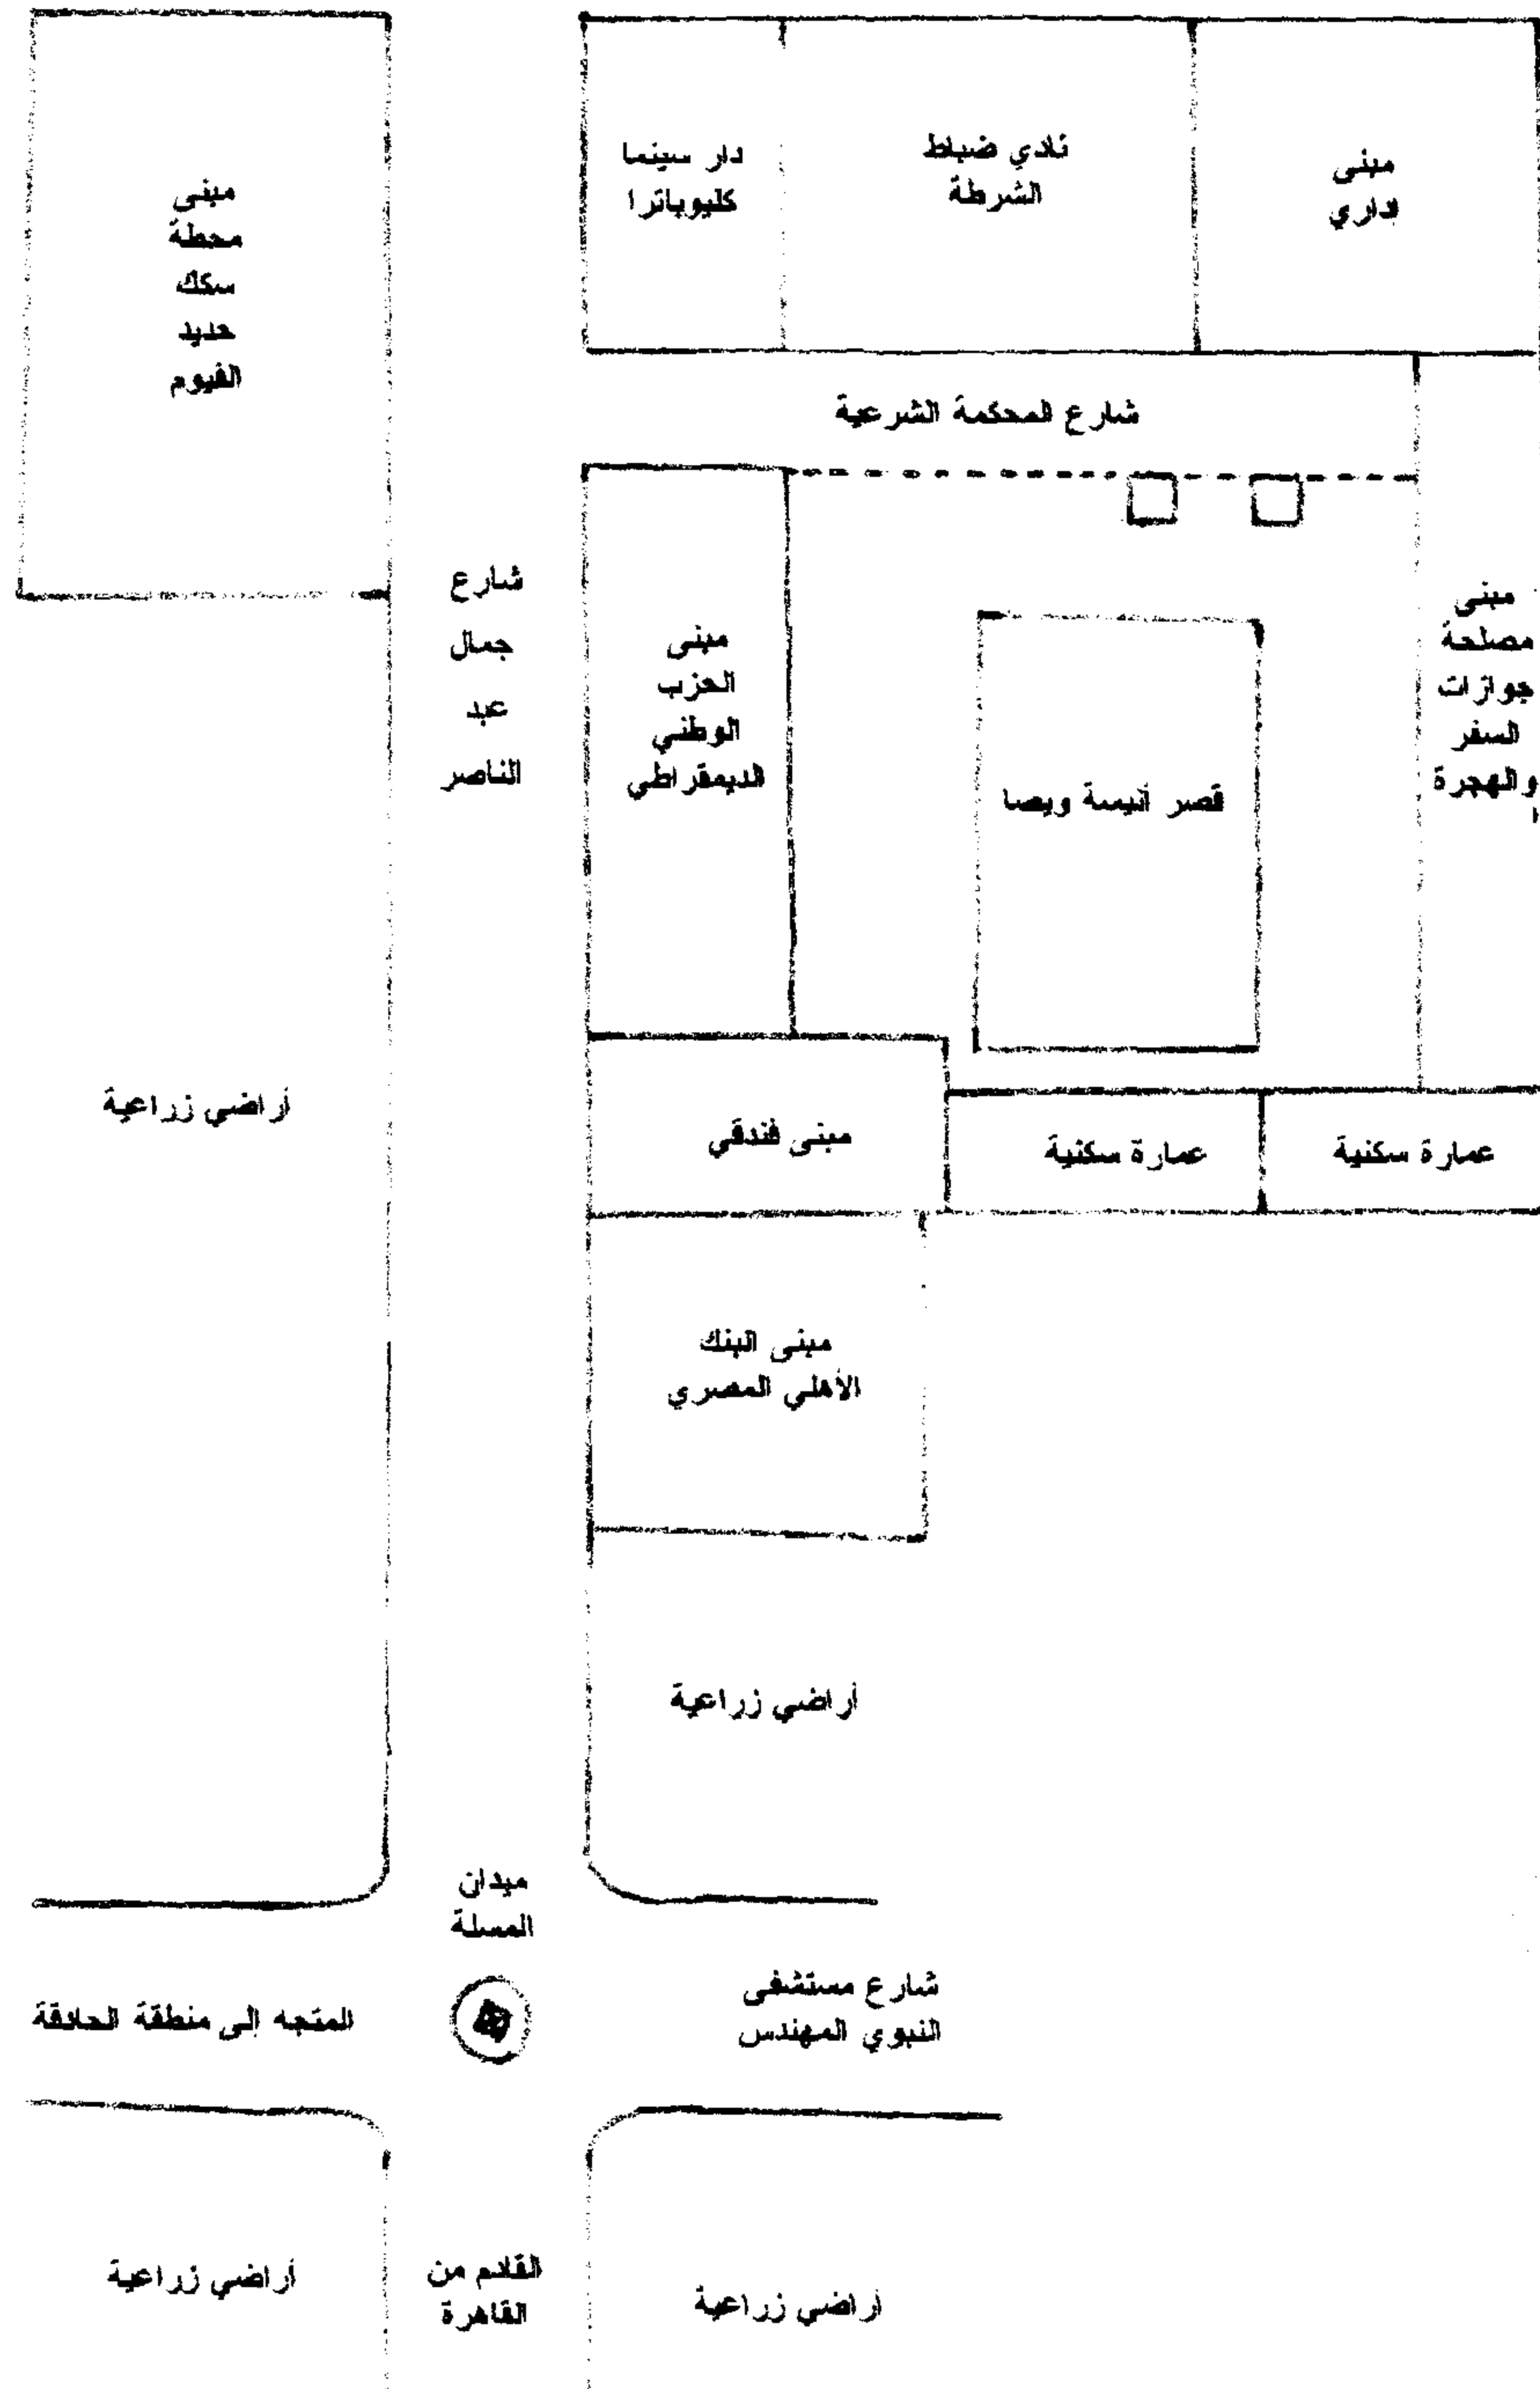 مبنى
إداري
نادي ضباط
الشرطة
دار سينما
كليوباترا
مبنى
محطة
سكك
حديد
الفيوم
شارع المحكمة الشرعية
مبنى
مصلحة
جوازات
السفر
والهجرة
قصر أنيسة ويصا
مبنى
الحزب
الوطني
الديمقراطي
شارع
جمال
عبد
الناصر
عمارة سكنية
عمارة سكنية
مبنى فندقي
أراضي زراعية
مبنى البنك
الأهلي المصري
أراضي زراعية
ميدان
المسلة
شارع مستشفى
النبوي المهندس
المتجه إلى منطقة الحادقة
أراضي زراعية
القادم من
القاهرة
أراضي زراعية